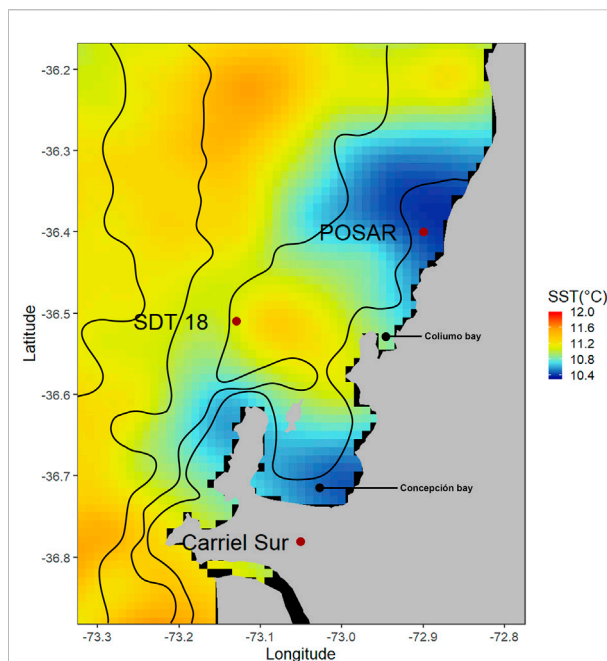 -36.2
-36.3
-36.4
-36.5
-36.6
-36.7
-36.8
Latitude
POSAR
SDT 18
Coliumo bay
Concepción bay
Carriel Sur
SST(°C)
12.0
11.6
11.2
10.8
10.4
-73.3 -73.2 -73.1 -73.0 -72.9 -72.8
Longitude